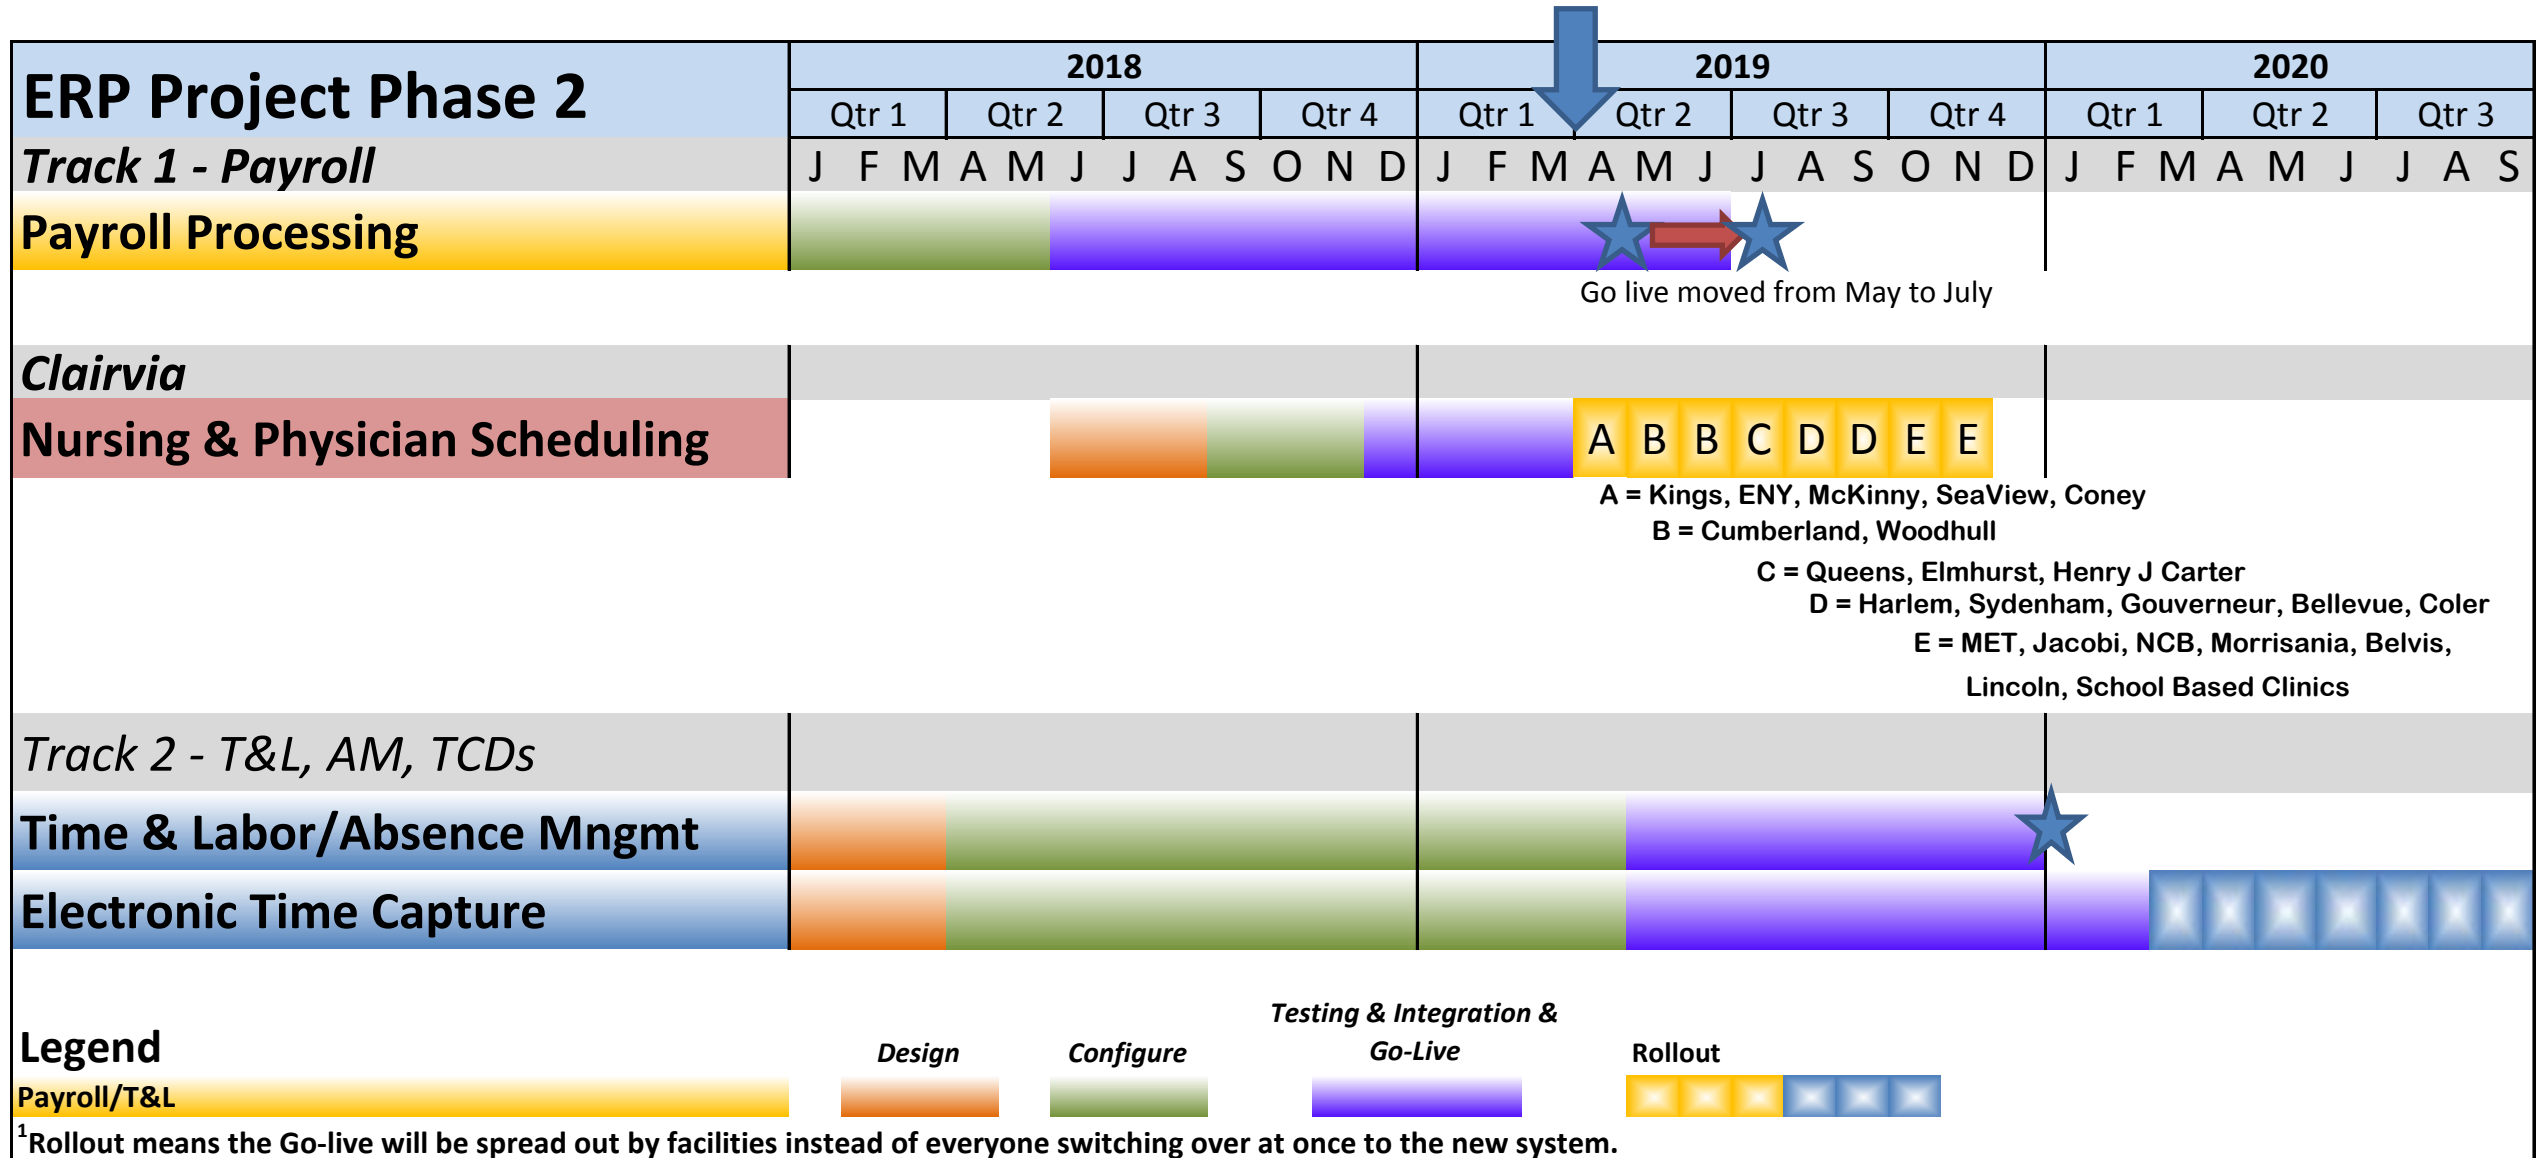 2018 2019 2020
ERP Project Phase 2
Qtr 1 Qtr 2 Qtr 3 Qtr 4 Qtr 1 Qtr 2 Qtr 3 Qtr 4 Qtr 1 Qtr 2 Qtr 3
Track 1 - Payroll J F M A M J J A S O N D J F M A M J J A S O N D J F M A M J J A S
Payroll Processing
Go live moved from May to July
Clairvia
Nursing & Physician Scheduling A B B C D D E E
A = Kings, ENY, McKinny, SeaView, Coney
B = Cumberland, Woodhull
C = Queens, Elmhurst, Henry J Carter
D = Harlem, Sydenham, Gouverneur, Bellevue, Coler
E = MET, Jacobi, NCB, Morrisania, Belvis,
Lincoln, School Based Clinics
Track 2 - T&L, AM, TCDs
Time & Labor/Absence Mngmt
Electronic Time Capture
Testing & Integration &
Legend Design Configure Go-Live Rollout
Payroll/T&L
¹Rollout means the Go-live will be spread out by facilities instead of everyone switching over at once to the new system.